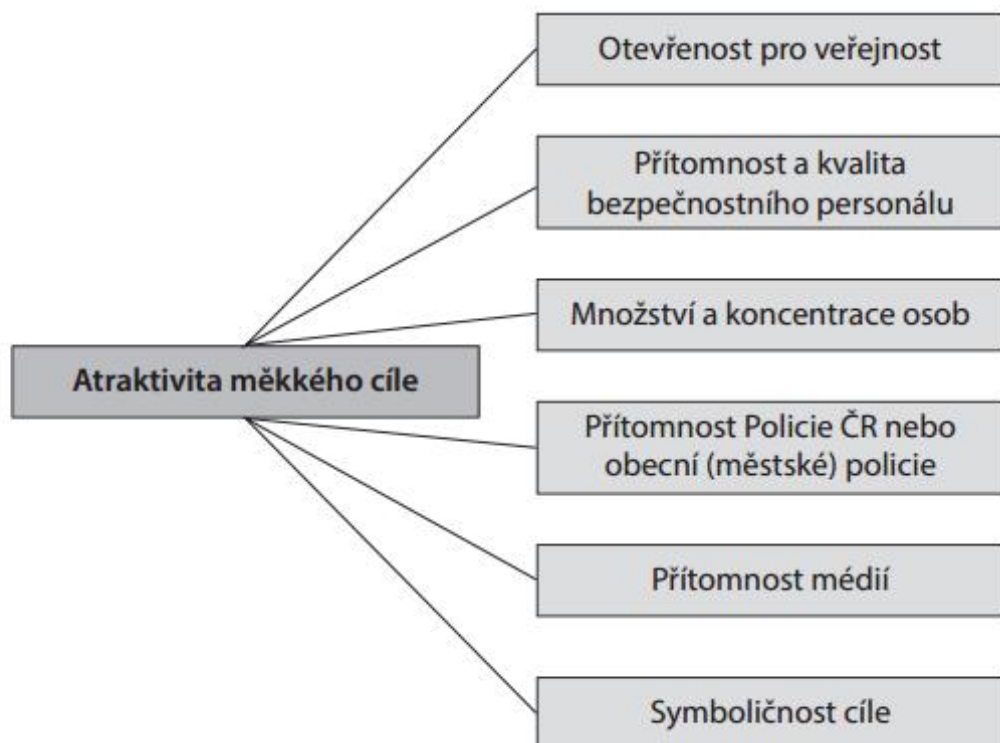 Otevřenost pro veřejnost
Přítomnost a kvalita
bezpečnostního personálu
Množství a koncentrace osob
Atraktivita měkkého cíle
Přítomnost Policie ČR nebo
obecní (městské) policie
Přítomnost médií
Symboličnost cíle